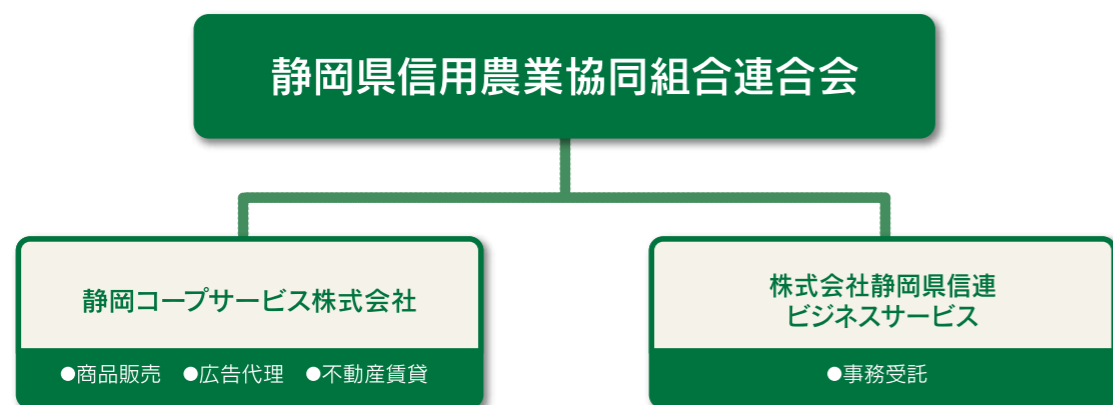 静岡県信用農業協同組合連合会
静岡コープサービス株式会社
●商品販売 ●広告代理 ●不動産賃貸
株式会社静岡県信連
ビジネスサービス
●事務受託